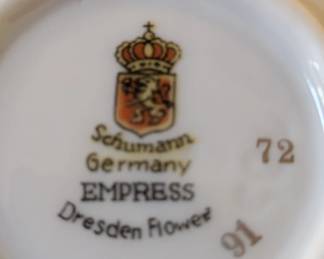 Schumann
Germany
EMPRESS
Dresden Flower
72
91